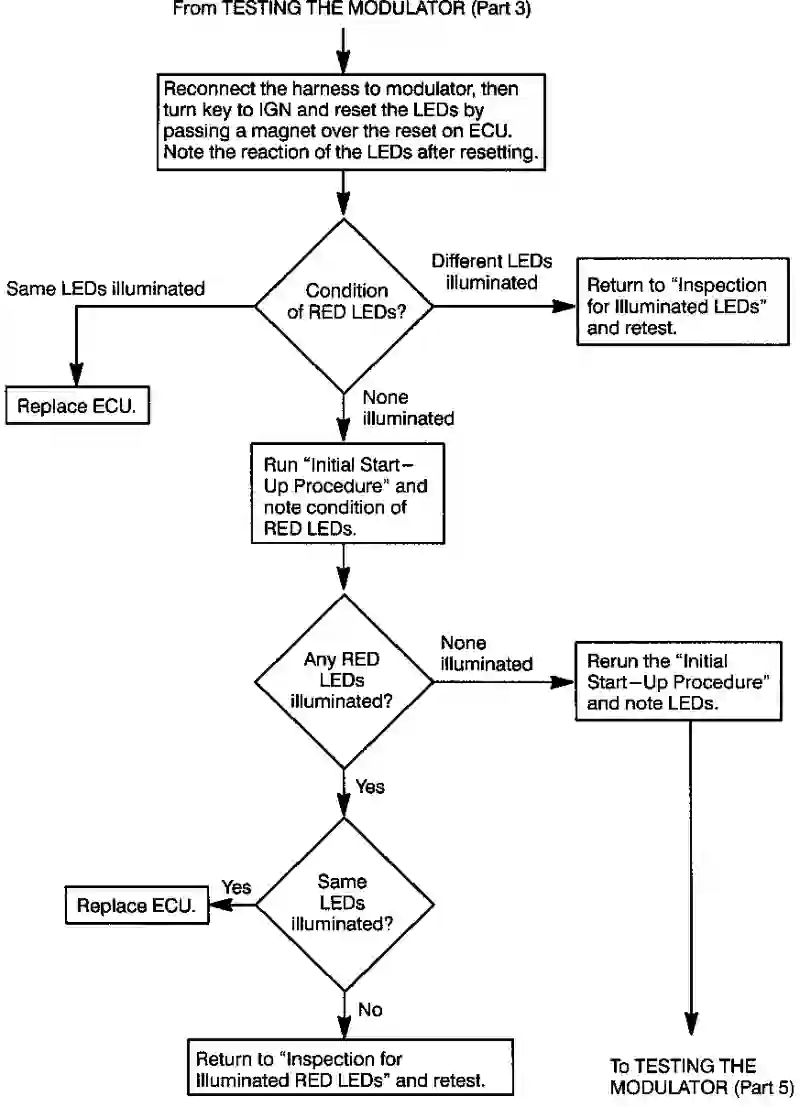 From TESTING THE MODULATOR (Part 3)
Reconnect the harness to modulator, then
turn key to IGN and reset the LEDs by
passing a magnet over the reset on ECU.
Note the reaction of the LEDs after resetting.
Different LEDs
illuminated
Same LEDs illuminated
Condition
of RED LEDs?
Return to “Inspection
for Illuminated LEDs”
and retest.
Replace ECU.
None
illuminated
Run “Initial Start–
Up Procedure” and
note condition of
RED LEDs.
None
illuminated
Any RED
LEDs
illuminated?
Rerun the “Initial
Start–Up Procedure”
and note LEDs.
Yes
Same
LEDs
illuminated?
Yes
Replace ECU.
No
Return to “Inspection for
Illuminated RED LEDs” and retest.
To TESTING THE
MODULATOR (Part 5)